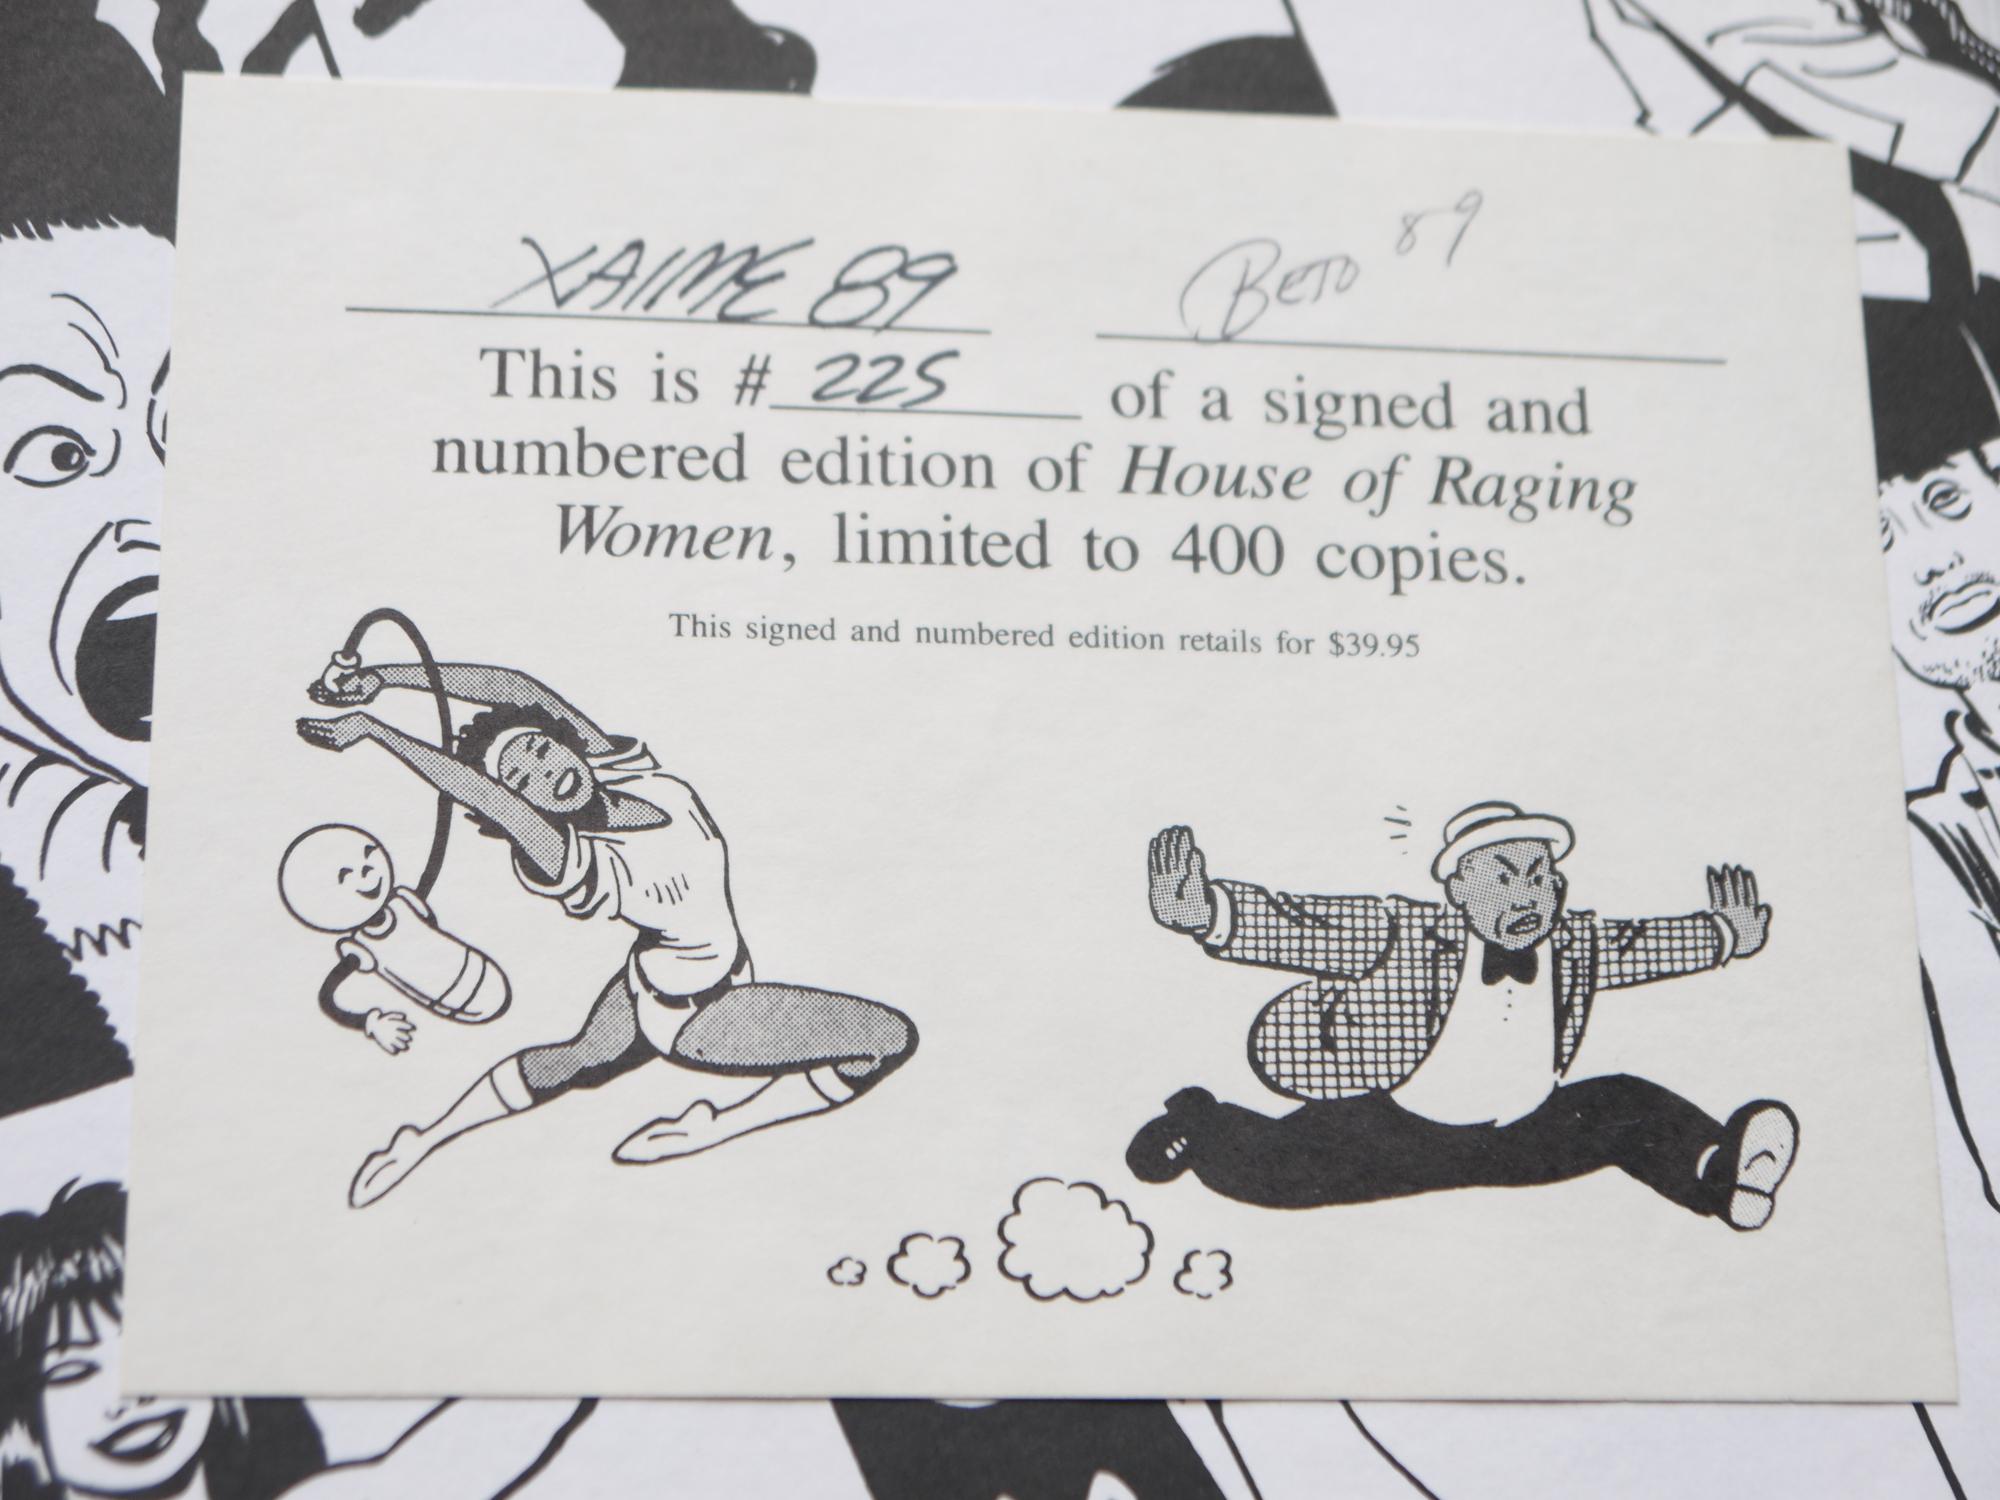 XAIME 89 BETO 89
This is # 225 of a signed and
numbered edition of House of Raging
Women, limited to 400 copies.
This signed and numbered edition retails for $39.95